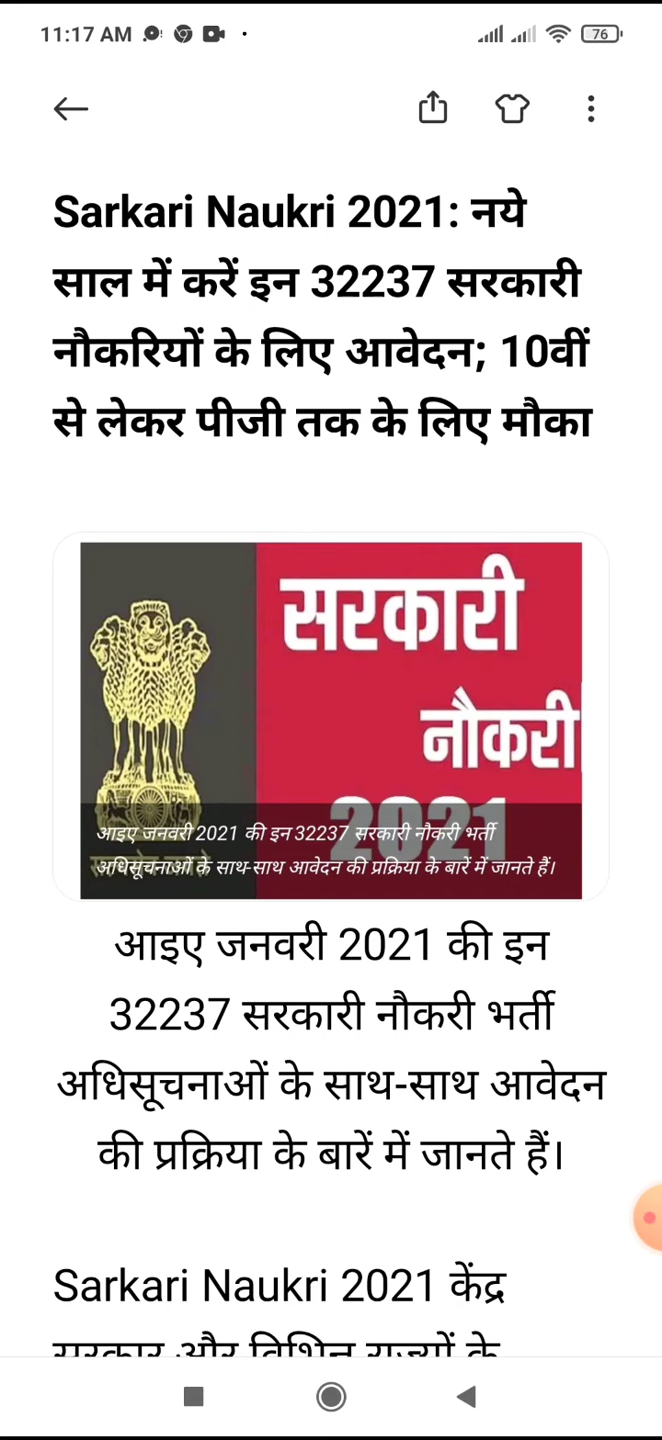 11:17 AM
76
Sarkari Naukri 2021: नये
साल में करें इन 32237 सरकारी
नौकरियों के लिए आवेदन; 10वीं
से लेकर पीजी तक के लिए मौका
सरकारी
नौकरी
2021
आइए जनवरी 2021 की इन 32237 सरकारी नौकरी भर्ती
अधिसूचनाओं के साथ-साथ आवेदन की प्रक्रिया के बारें में जानते हैं।
आइए जनवरी 2021 की इन
32237 सरकारी नौकरी भर्ती
अधिसूचनाओं के साथ-साथ आवेदन
की प्रक्रिया के बारें में जानते हैं।
Sarkari Naukri 2021 केंद्र
सरकार और विभिन्न राज्यों के